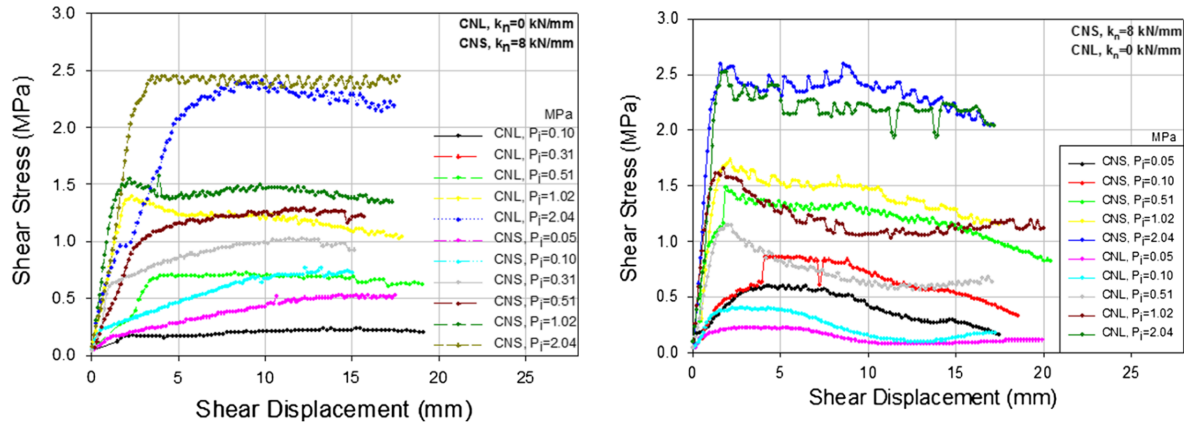 CNL, kn=0 kN/mm
CNS, kn=8 kN/mm
3.0
2.5
2.0
1.5
1.0
0.5
0.0
Shear Stress (MPa)
MPa
CNL, Pi=0.10
CNL, Pi=0.31
CNL, Pi=0.51
CNL, Pi=1.02
CNL, Pi=2.04
CNS, Pi=0.05
CNS, Pi=0.10
CNS, Pi=0.31
CNS, Pi=0.51
CNS, Pi=1.02
CNS, Pi=2.04
0 5 10 15 20 25
Shear Displacement (mm)
CNS, kn=8 kN/mm
CNL, kn=0 kN/mm
3.0
2.5
2.0
1.5
1.0
0.5
0.0
Shear Stress (MPa)
MPa
CNS, Pi=0.05
CNS, Pi=0.10
CNS, Pi=0.51
CNS, Pi=1.02
CNS, Pi=2.04
CNL, Pi=0.05
CNL, Pi=0.10
CNL, Pi=0.51
CNL, Pi=1.02
CNL, Pi=2.04
0 5 10 15 20 25
Shear Displacement (mm)